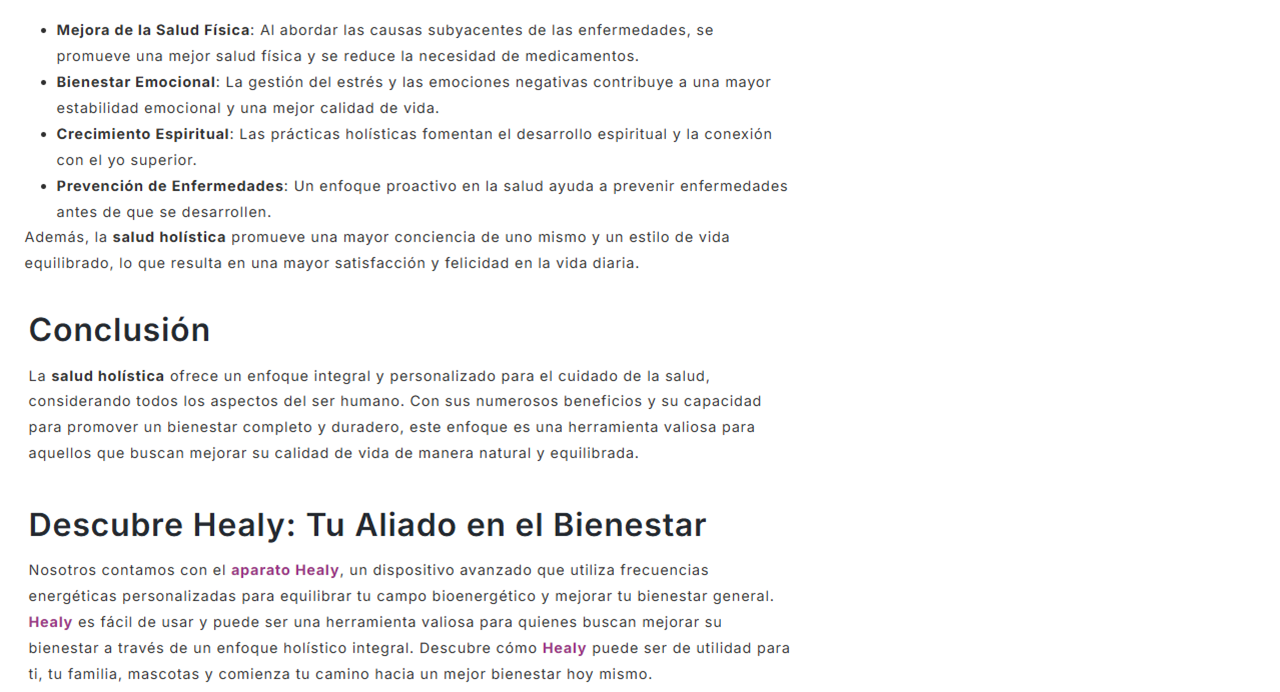 • Mejora de la Salud Física: Al abordar las causas subyacentes de las enfermedades, se
promueve una mejor salud física y se reduce la necesidad de medicamentos.
• Bienestar Emocional: La gestión del estrés y las emociones negativas contribuye a una mayor
estabilidad emocional y una mejor calidad de vida.
• Crecimiento Espiritual: Las prácticas holísticas fomentan el desarrollo espiritual y la conexión
con el yo superior.
• Prevención de Enfermedades: Un enfoque proactivo en la salud ayuda a prevenir enfermedades
antes de que se desarrollen.
Además, la salud holística promueve una mayor conciencia de uno mismo y un estilo de vida
equilibrado, lo que resulta en una mayor satisfacción y felicidad en la vida diaria.
Conclusión
La salud holística ofrece un enfoque integral y personalizado para el cuidado de la salud,
considerando todos los aspectos del ser humano. Con sus numerosos beneficios y su capacidad
para promover un bienestar completo y duradero, este enfoque es una herramienta valiosa para
aquellos que buscan mejorar su calidad de vida de manera natural y equilibrada.
Descubre Healy: Tu Aliado en el Bienestar
Nosotros contamos con el aparato Healy, un dispositivo avanzado que utiliza frecuencias
energéticas personalizadas para equilibrar tu campo bioenergético y mejorar tu bienestar general.
Healy es fácil de usar y puede ser una herramienta valiosa para quienes buscan mejorar su
bienestar a través de un enfoque holístico integral. Descubre cómo Healy puede ser de utilidad para
ti, tu familia, mascotas y comienza tu camino hacia un mejor bienestar hoy mismo.